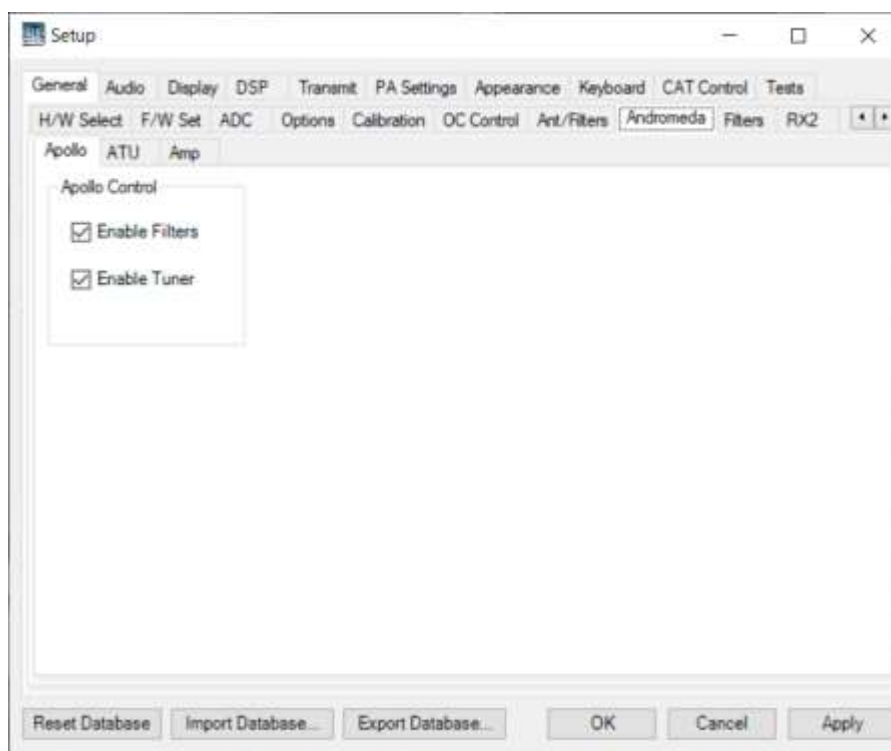 Setup
General Audio Display DSP Transmit PA Settings Appearance Keyboard CAT Control Tests
H/W Select F/W Set ADC Options Calibration OC Control Ant/Filters Andromeda Filters RX2
Apollo ATU Amp
Apollo Control
Enable Filters
Enable Tuner
Reset Database Import Database... Export Database... OK Cancel Apply